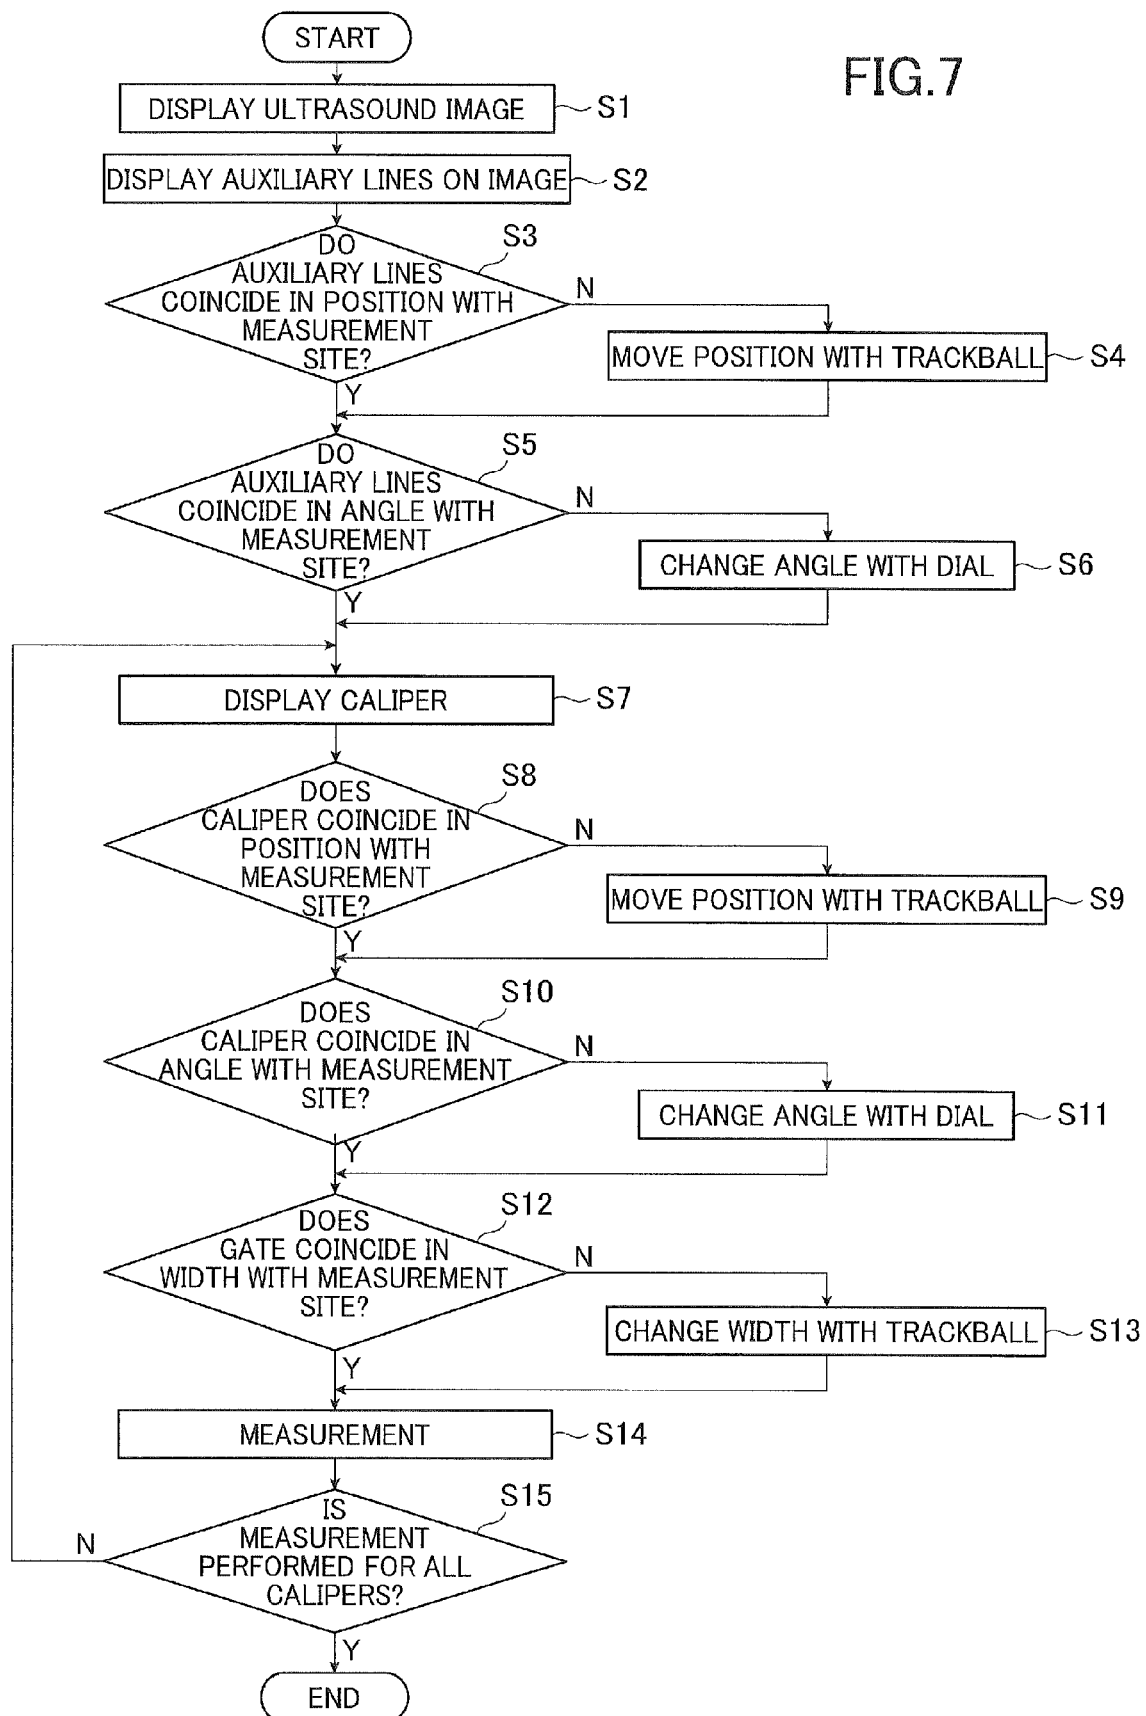 START
FIG.7
DISPLAY ULTRASOUND IMAGE
S1
DISPLAY AUXILIARY LINES ON IMAGE
S2
S3
DO
AUXILIARY LINES
COINCIDE IN POSITION WITH
MEASUREMENT
SITE?
N
MOVE POSITION WITH TRACKBALL
S4
Y
S5
DO
AUXILIARY LINES
COINCIDE IN ANGLE WITH
MEASUREMENT
SITE?
N
CHANGE ANGLE WITH DIAL
S6
Y
DISPLAY CALIPER
S7
S8
DOES
CALIPER COINCIDE IN
POSITION WITH
MEASUREMENT
SITE?
N
MOVE POSITION WITH TRACKBALL
S9
Y
S10
DOES
CALIPER COINCIDE IN
ANGLE WITH MEASUREMENT
SITE?
N
CHANGE ANGLE WITH DIAL
S11
Y
S12
DOES
GATE COINCIDE IN
WIDTH WITH MEASUREMENT
SITE?
N
CHANGE WIDTH WITH TRACKBALL
S13
Y
MEASUREMENT
S14
S15
IS
MEASUREMENT
PERFORMED FOR ALL
CALIPERS?
N
Y
END